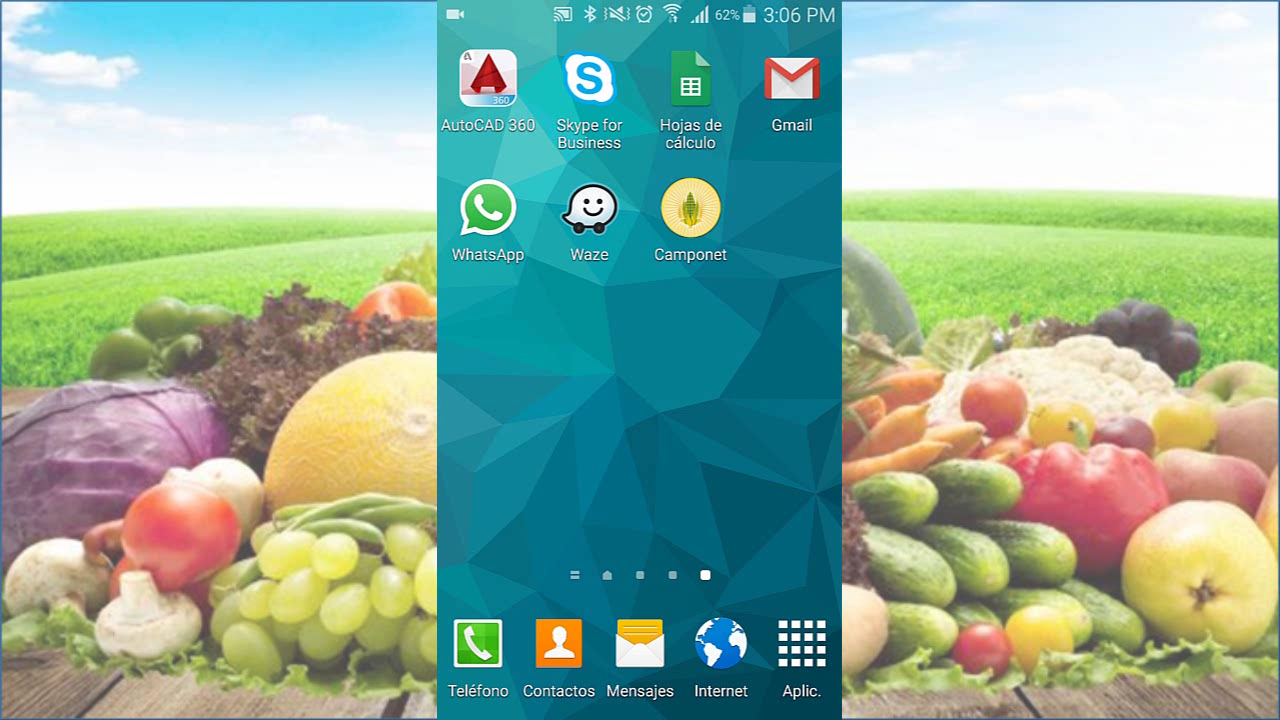 62% 3:06 PM
A
360
S
AutoCAD 360
Skype for
Business
Hojas de
cálculo
Gmail
WhatsApp
Waze
Camponet
Teléfono
Contactos
Mensajes
Internet
Aplic.